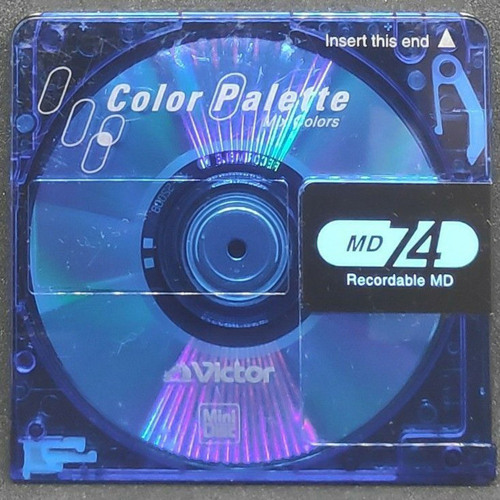 Insert this end
Color Palette
Mix Colors
MD 74
Recordable MD
Victor
Mini
Disc